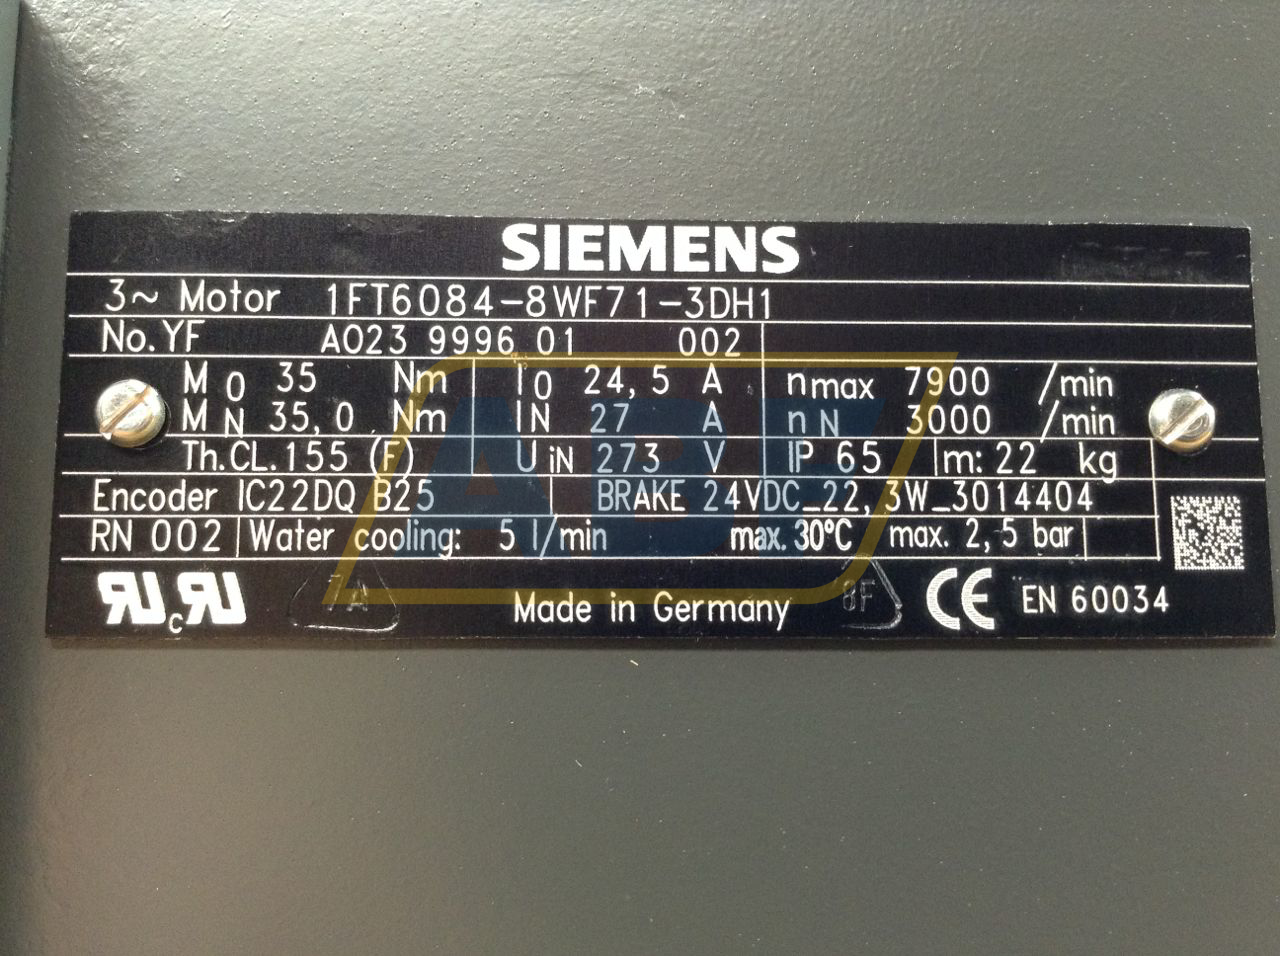 SIEMENS
3~ Motor 1FT6084-8WF71-3DH1
No.YF A023 9996 01 002
M0 35 Nm I0 24,5 A nmax 7900 /min
MN 35,0 Nm IN 27 A nN 3000 /min
Th.CL.155 (F) UiN 273 V IP 65 m: 22 kg
Encoder IC22DQ B25 BRAKE 24VDC_22,3W_3014404
RN 002 Water cooling: 5 l/min max. 30°C max. 2,5 bar
7A Made in Germany 8F CE EN 60034